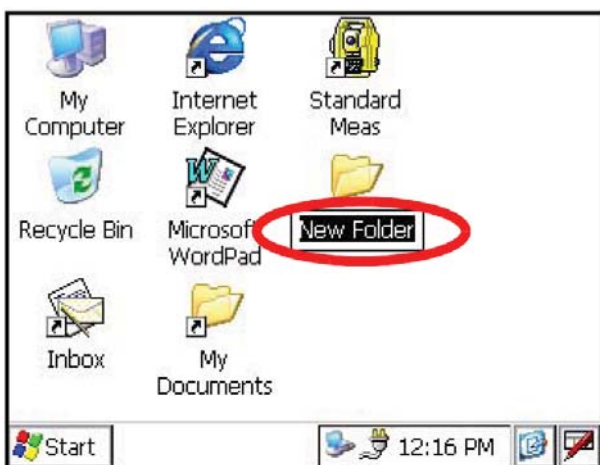 My
Computer
Internet
Explorer
Standard
Meas
Recycle Bin
Microsoft
WordPad
New Folder
Inbox
My
Documents
Start
12:16 PM